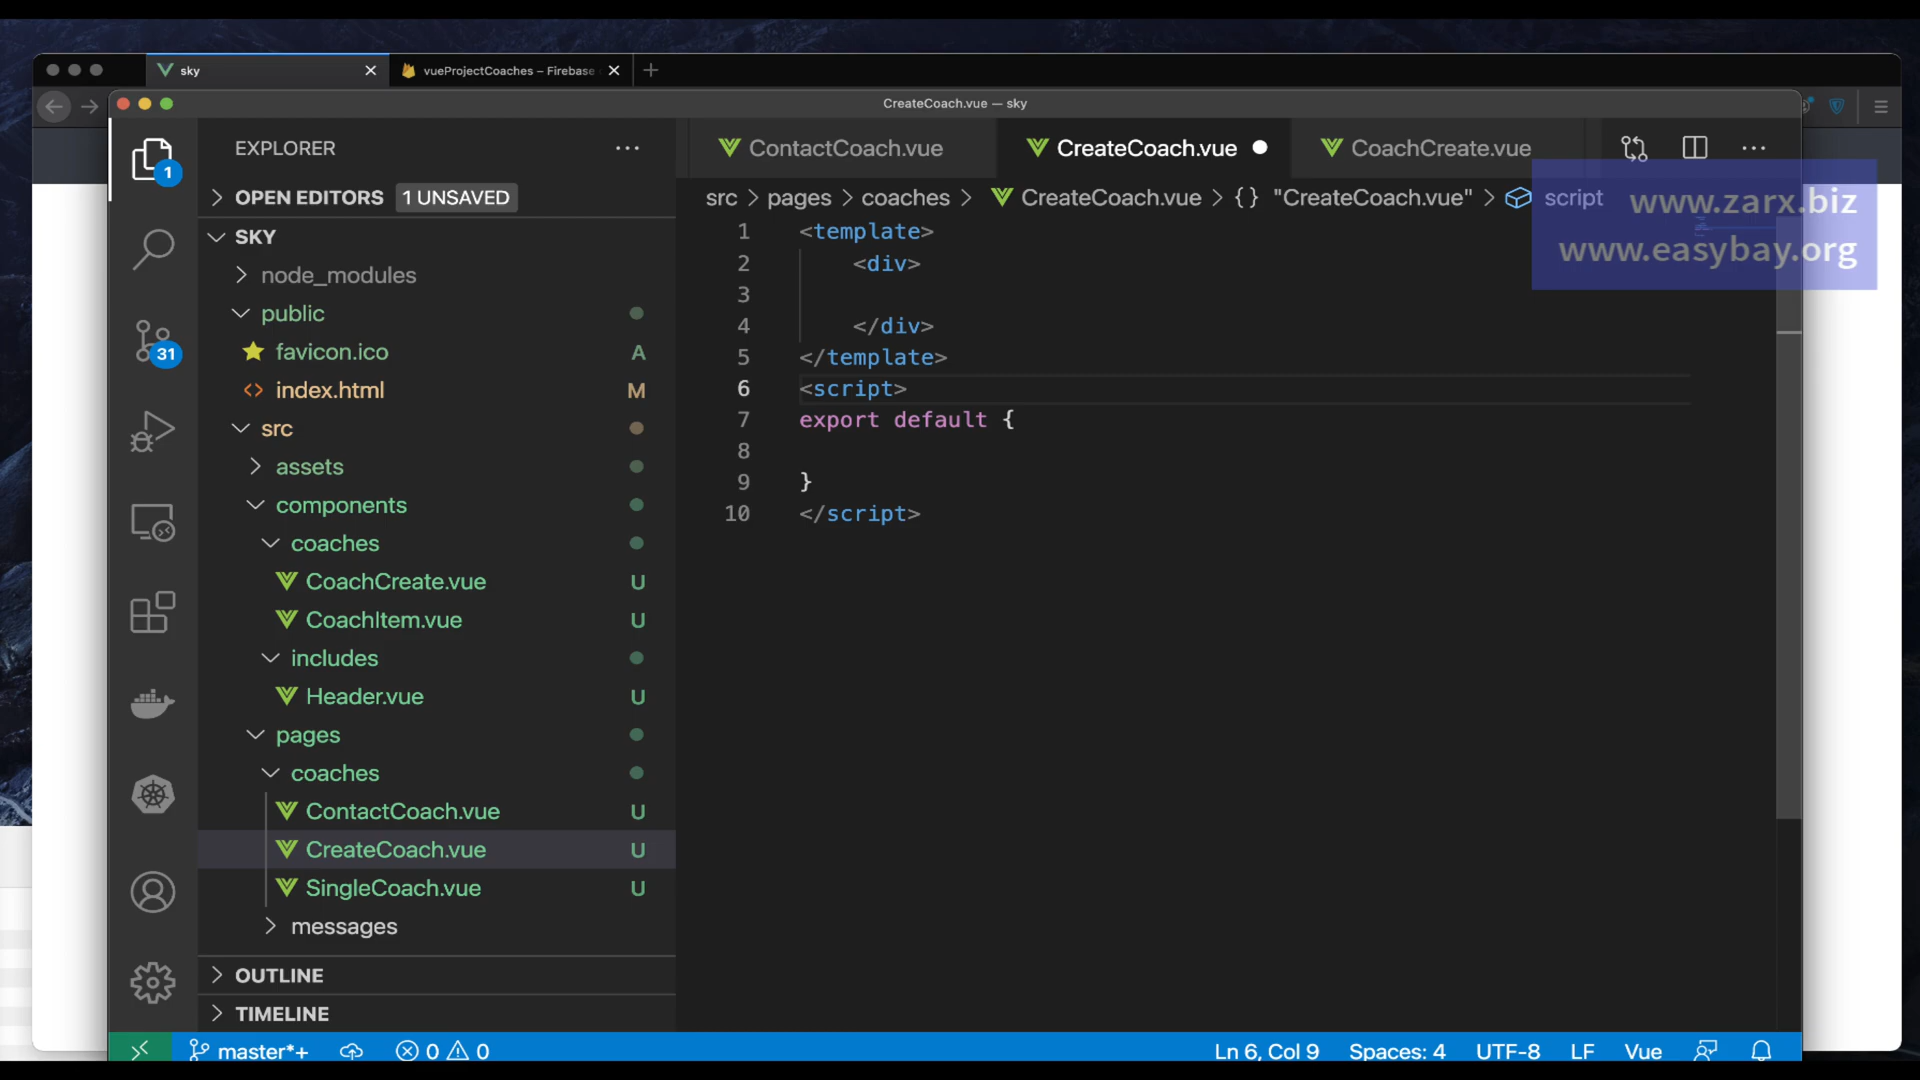 sky
vueProjectCoaches – Firebase
CreateCoach.vue — sky
EXPLORER
ContactCoach.vue
CreateCoach.vue
CoachCreate.vue
1
OPEN EDITORS
1 UNSAVED
src > pages > coaches > CreateCoach.vue > {} "CreateCoach.vue" > script
www.zarx.biz
www.easybay.org
SKY
node_modules
public
favicon.ico A
index.html M
src
assets
components
coaches
CoachCreate.vue U
CoachItem.vue U
includes
Header.vue U
pages
coaches
ContactCoach.vue U
CreateCoach.vue U
SingleCoach.vue U
messages
OUTLINE
TIMELINE
31
1 <template>
2 <div>
3
4 </div>
5 </template>
6 <script>
7 export default {
8
9 }
10 </script>
master*+
0 0
Ln 6, Col 9
Spaces: 4
UTF-8
LF
Vue